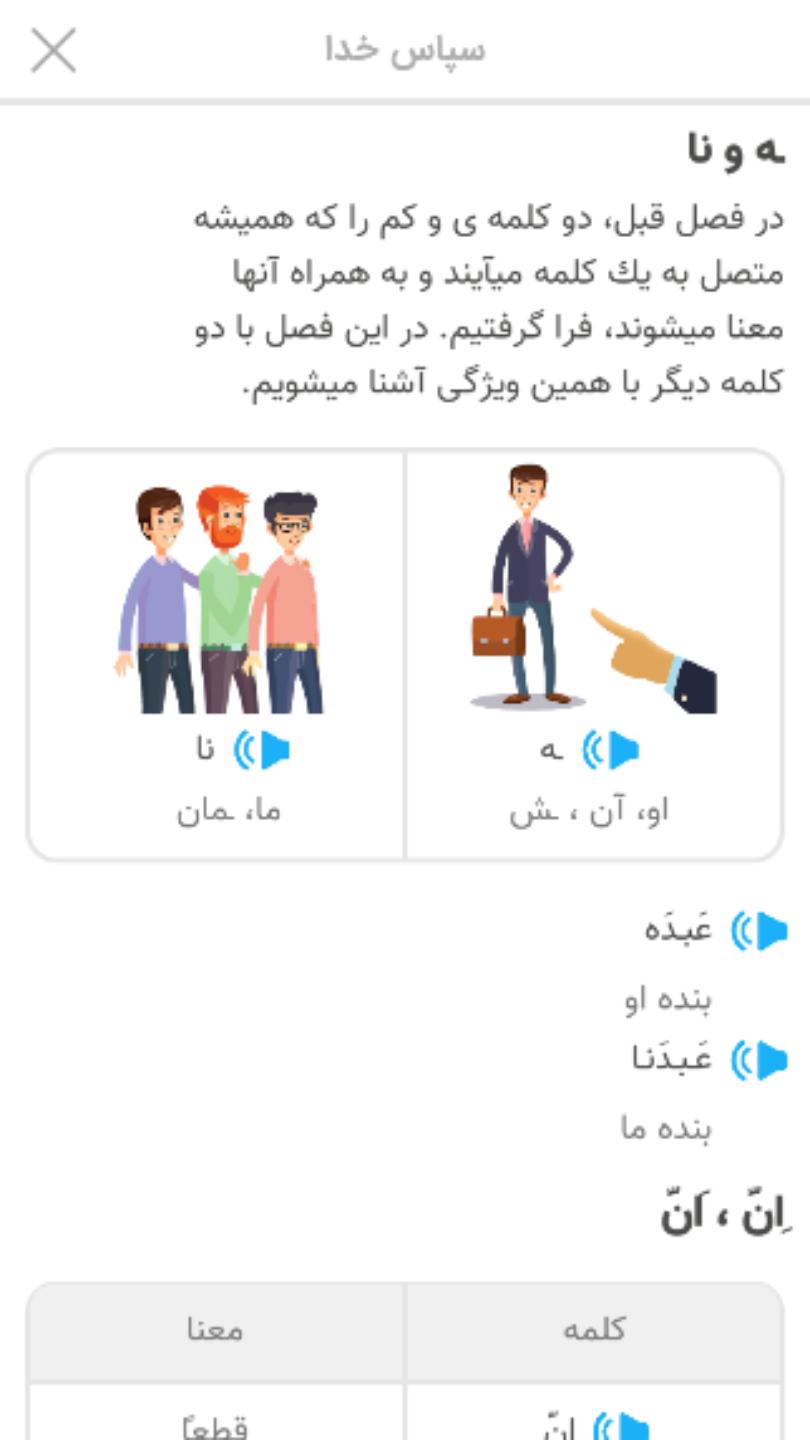 سپاس خدا
ـه و نا
در فصل قبل، دو کلمه ی و کم را که همیشه
متصل به یك کلمه میآیند و به همراه آنها
معنا میشوند، فرا گرفتیم. در این فصل با دو
کلمه دیگر با همین ویژگی آشنا میشویم.
ـه
نا
او، آن ، ـش
ما، ـمان
عَبدَه
بنده او
عَبدَنا
بنده ما
اِنّ ، اَنّ
کلمه
معنا
انّ
قطعاً